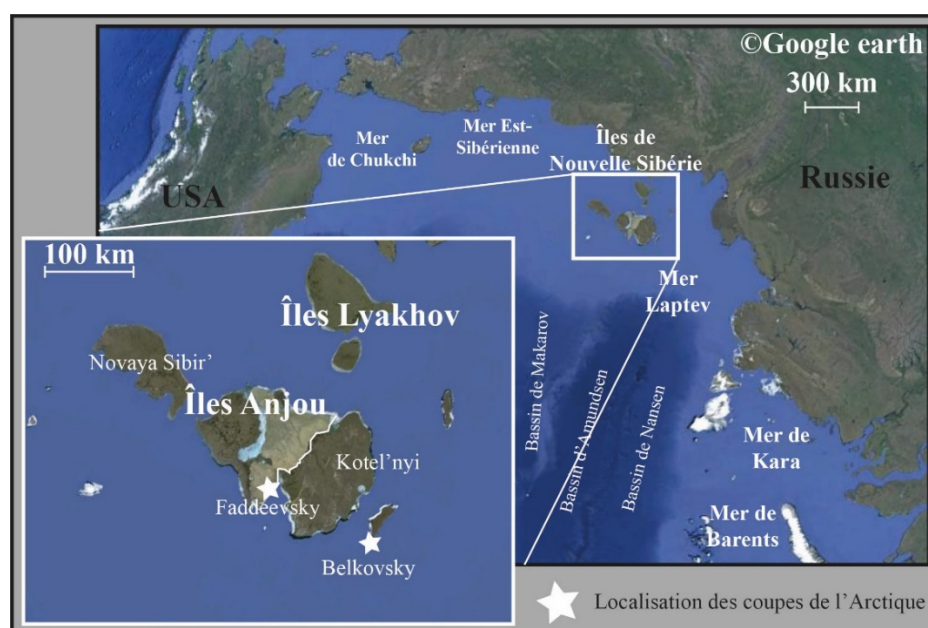 ©Google earth
300 km
Mer
de Chukchi
Mer Est-
Sibérienne
Îles de
Nouvelle Sibérie
Russie
USA
100 km
Îles Lyakhov
Novaya Sibir'
Îles Anjou
Kotel'nyi
Faddeevsky
Belkovsky
Mer
Laptev
Bassin de Makarov
Bassin d'Amundsen
Bassin de Nansen
Mer de
Kara
Mer de
Barents
Localisation des coupes de l'Arctique